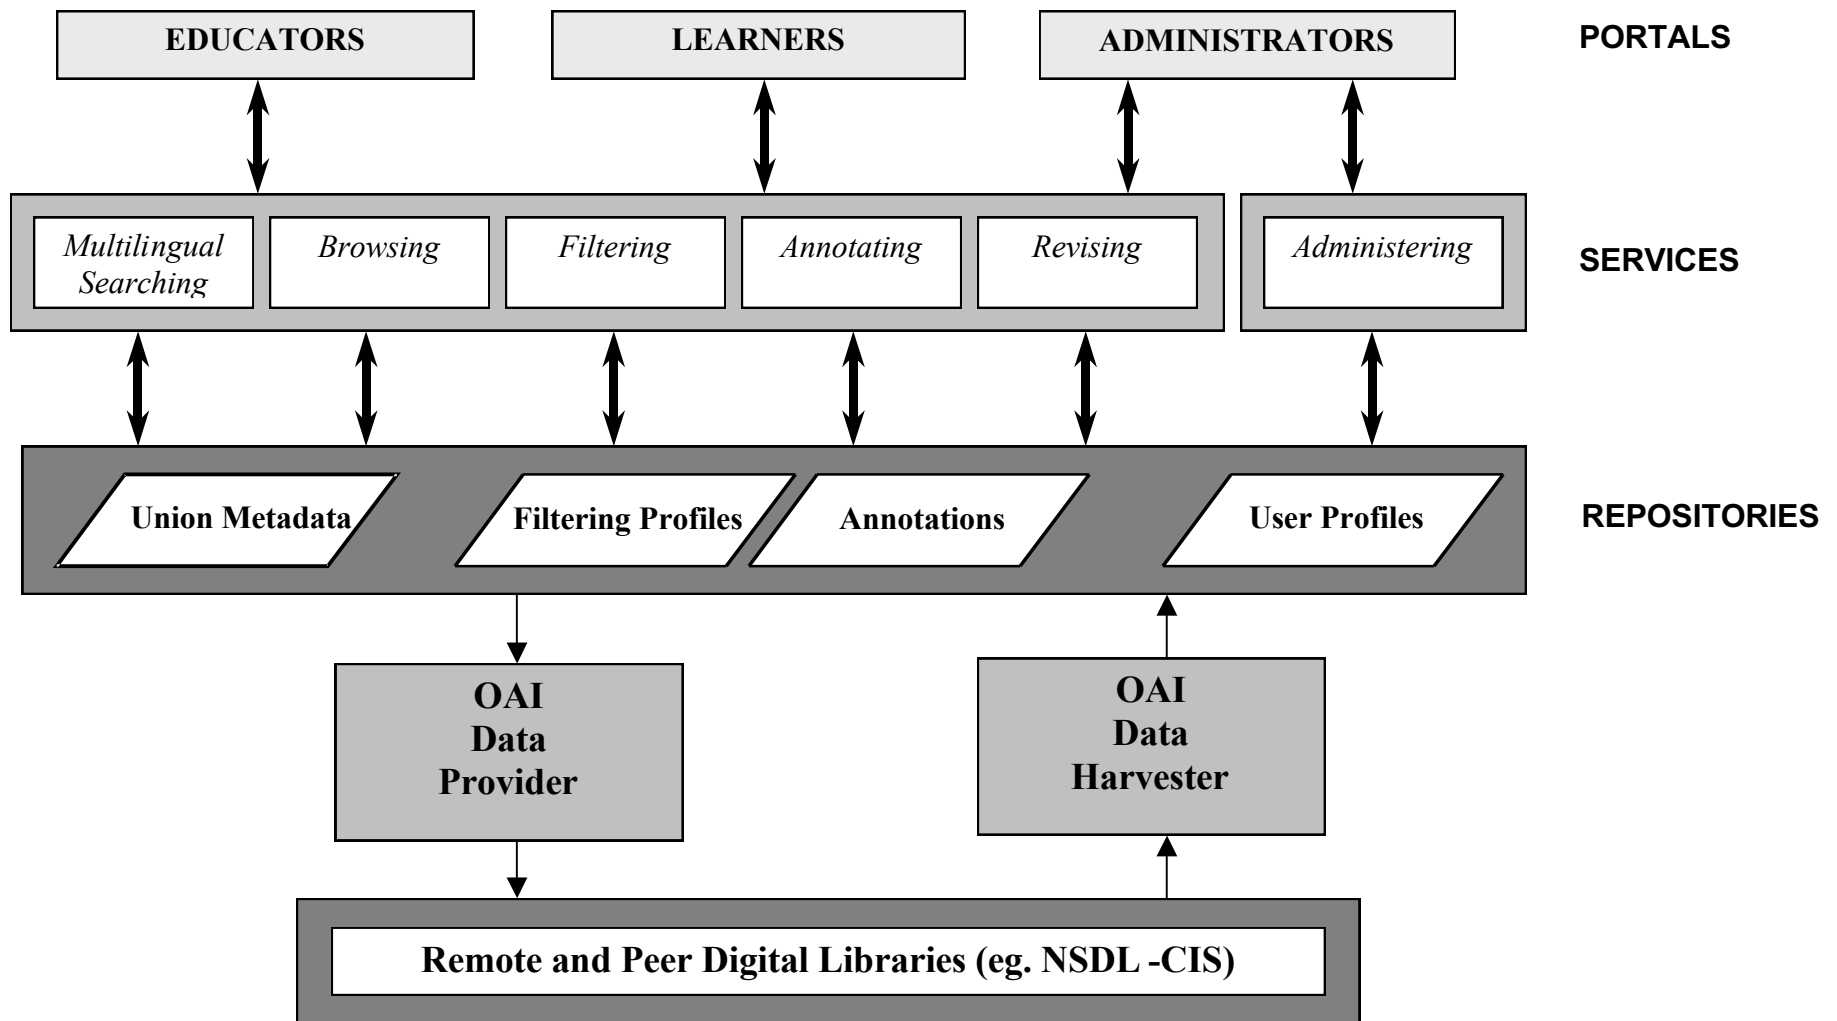 EDUCATORS
LEARNERS
ADMINISTRATORS
PORTALS
Multilingual
Searching
Browsing
Filtering
Annotating
Revising
Administering
SERVICES
Union Metadata
Filtering Profiles
Annotations
User Profiles
REPOSITORIES
OAI
Data
Provider
OAI
Data
Harvester
Remote and Peer Digital Libraries (eg. NSDL -CIS)